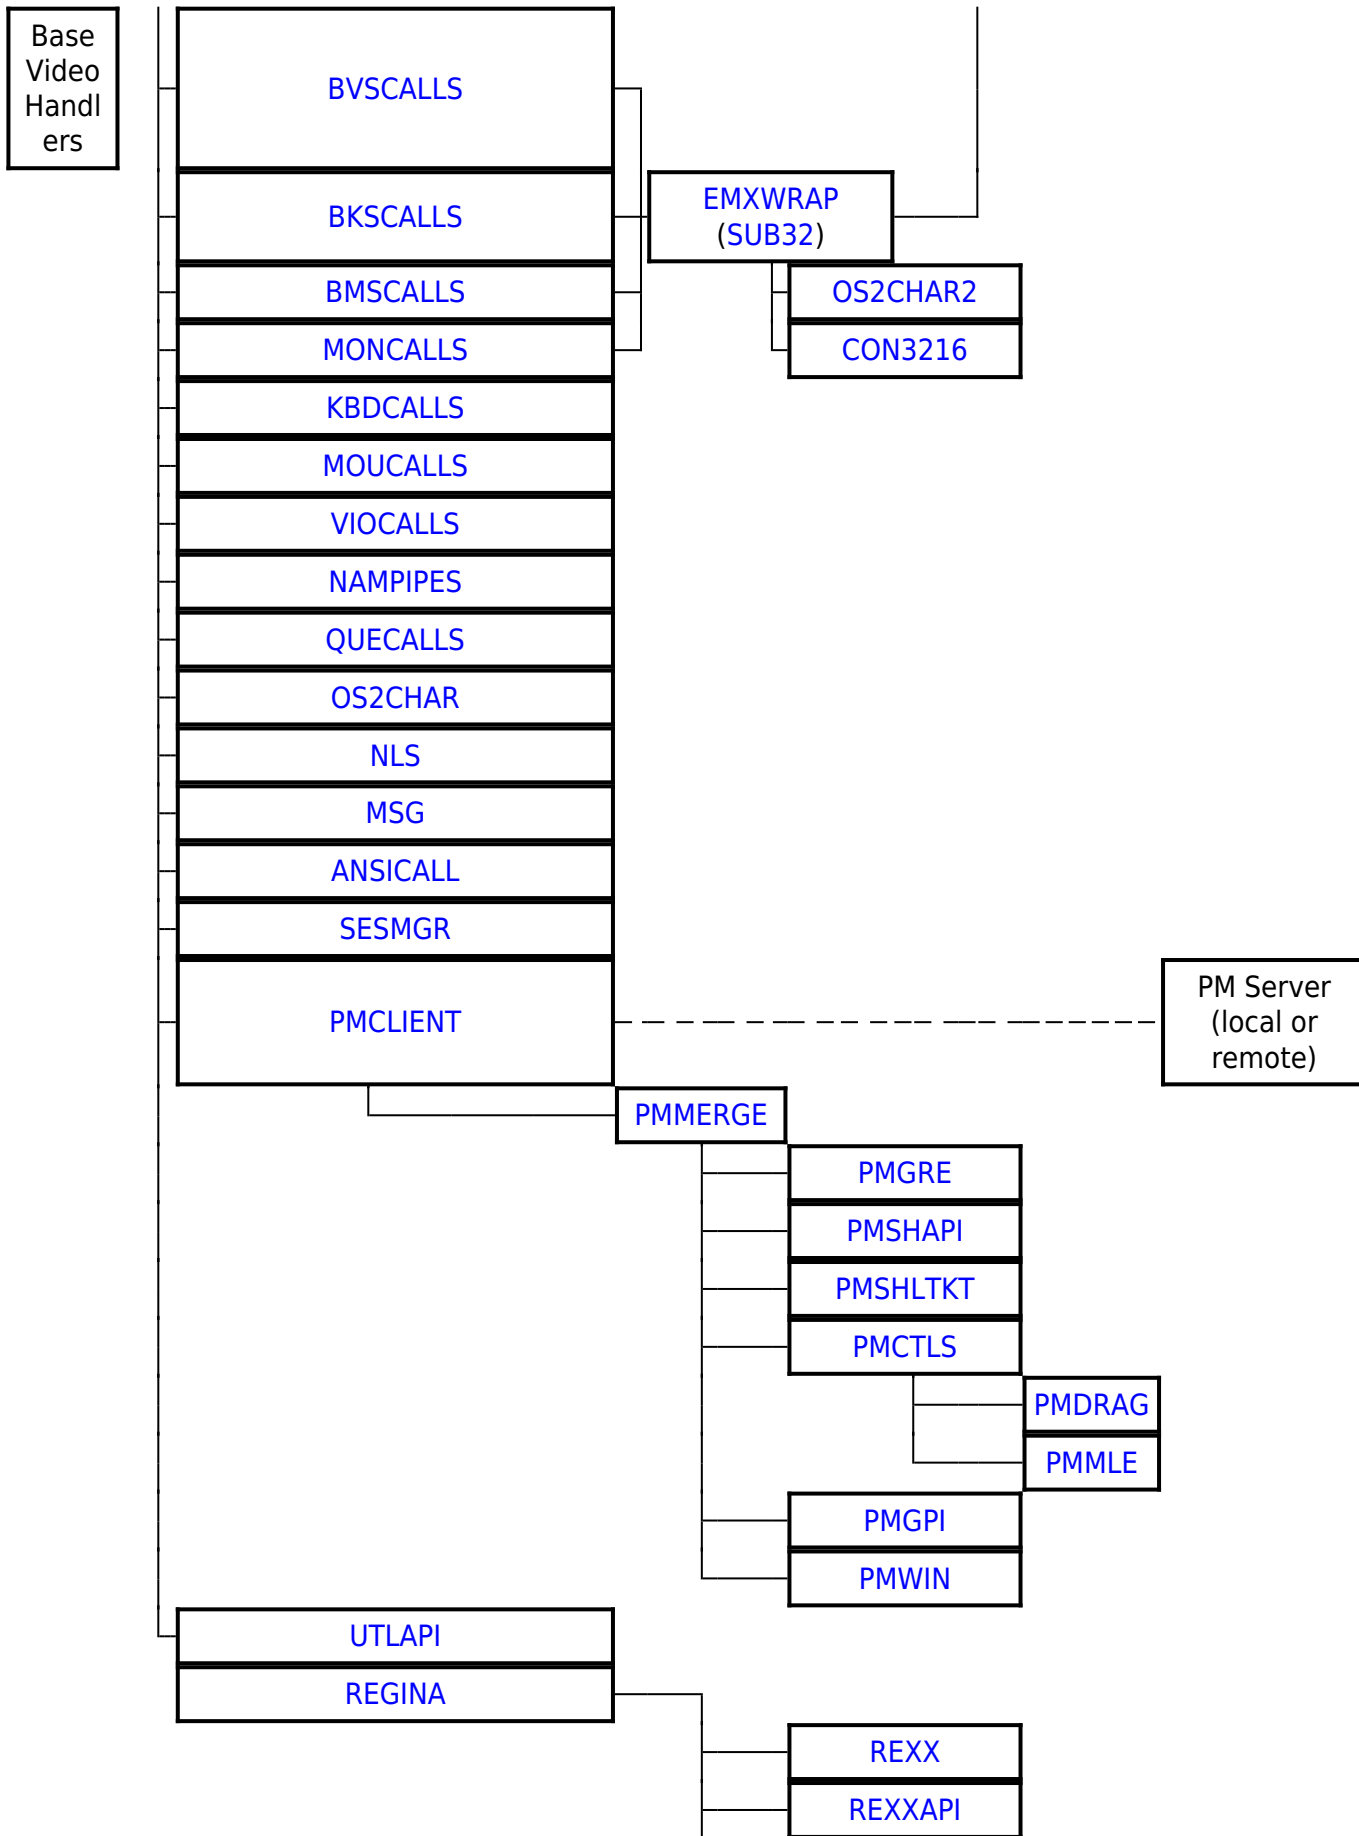 Base
Video
Handl
ers
BVSCALLS
BKSCALLS
EMXWRAP
(SUB32)
BMSCALLS
OS2CHAR2
MONCALLS
CON3216
KBDCALLS
MOUCALLS
VIOCALLS
NAMPIPES
QUECALLS
OS2CHAR
NLS
MSG
ANSICALL
SESMGR
PMCLIENT
PM Server
(local or
remote)
PMMERGE
PMGRE
PMSHAPI
PMSHLTKT
PMCTLS
PMDRAG
PMMLE
PMGPI
PMWIN
UTLAPI
REGINA
REXX
REXXAPI